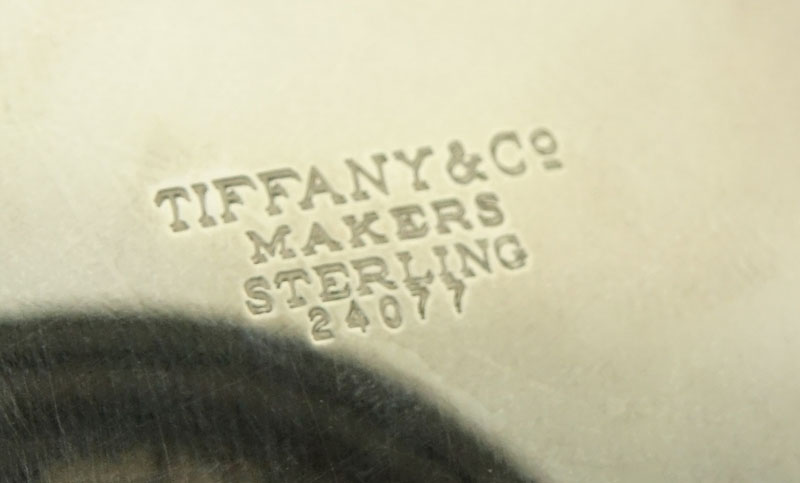 TIFFANY & Cº
MAKERS
STERLING
24077